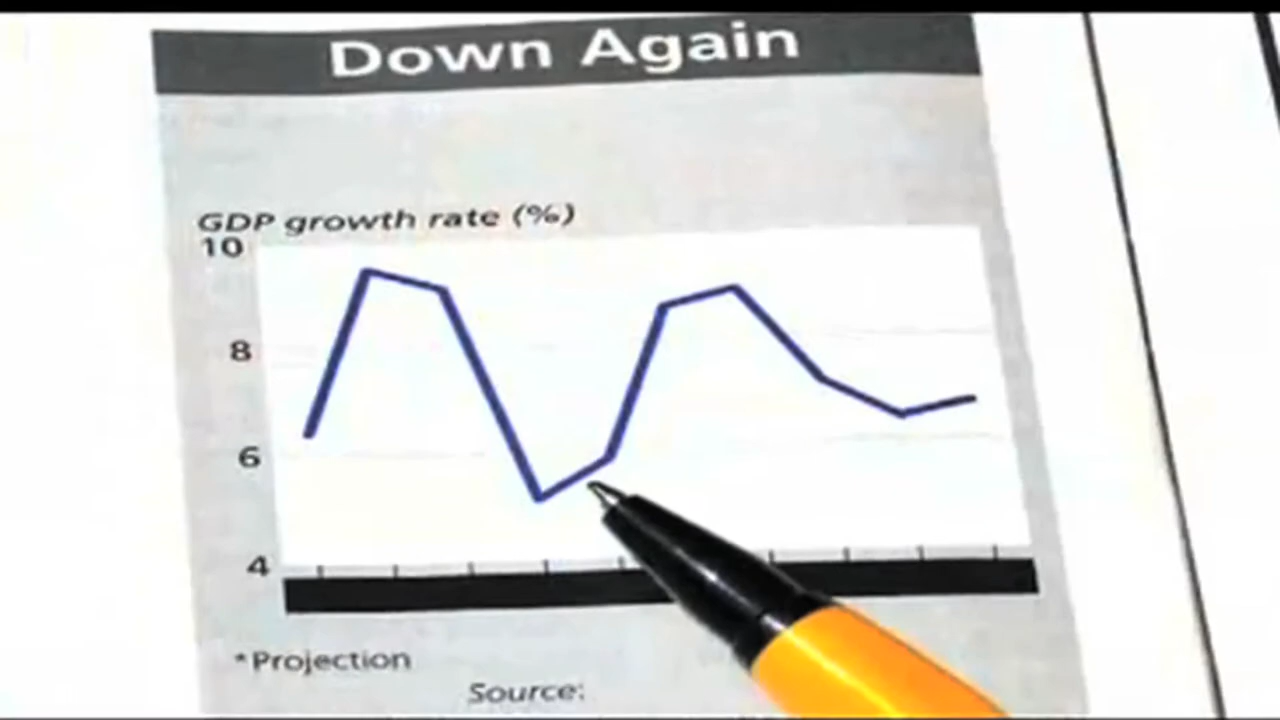 Down Again
GDP growth rate (%)
10
8
6
4
*Projection
Source: